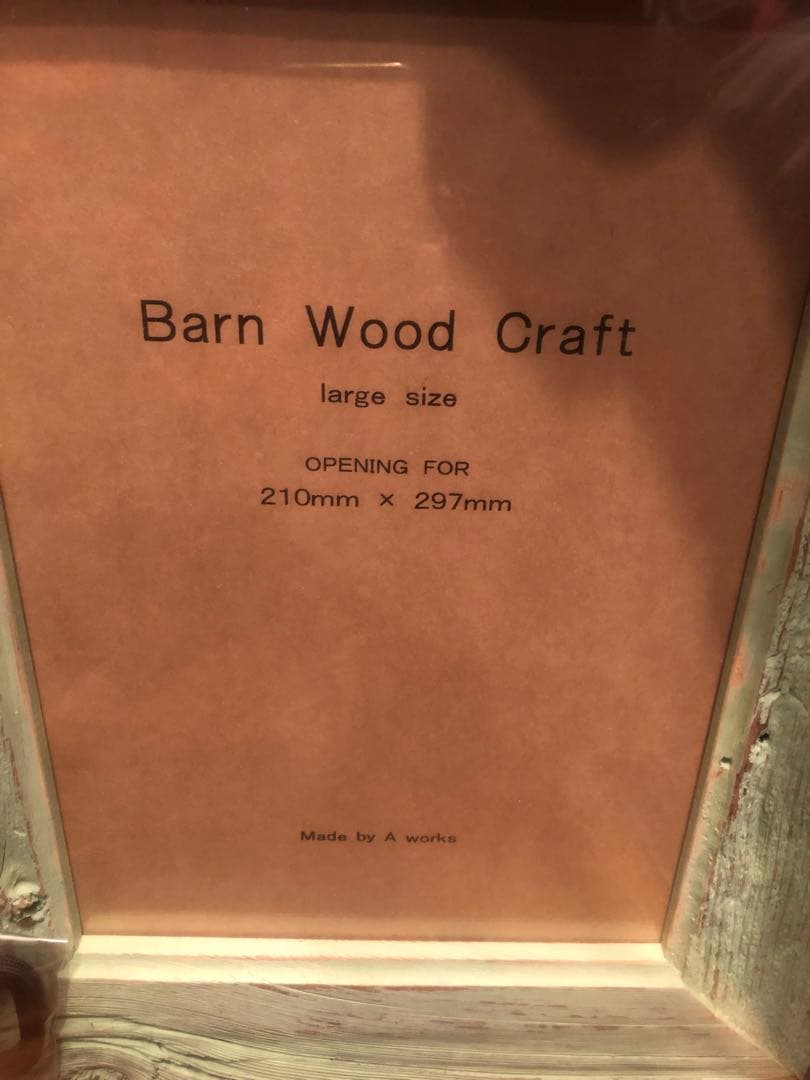 Barn Wood Craft
large size
OPENING FOR
210mm × 297mm
Made by A works